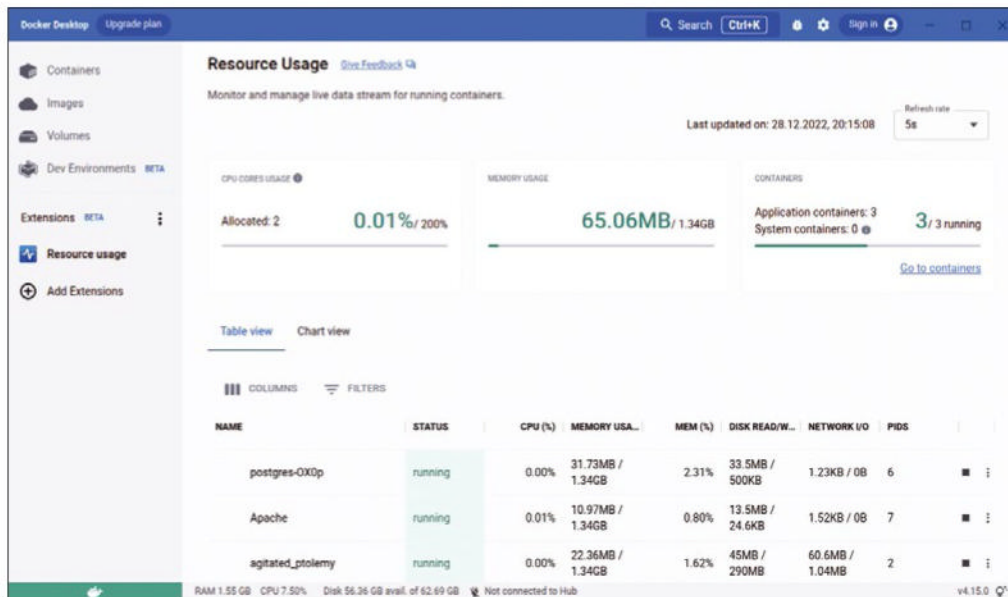 Docker Desktop Upgrade plan Search Ctrl+K Sign in
Containers
Images
Volumes
Dev Environments BETA
Extensions BETA
Resource usage
Add Extensions
Resource Usage Give Feedback
Monitor and manage live data stream for running containers.
Last updated on: 28.12.2022, 20:15:08
Refresh rate
5s
CPU CORES USAGE
Allocated: 2 0.01% / 200%
MEMORY USAGE
65.06MB / 1.34GB
CONTAINERS
Application containers: 3
System containers: 0
3 / 3 running
Go to containers
Table view Chart view
COLUMNS FILTERS
NAME STATUS CPU (%) MEMORY USA... MEM (%) DISK READ/W... NETWORK I/O PIDS
postgres-OX0p running 0.00% 31.73MB / 1.34GB 2.31% 33.5MB / 500KB 1.23KB / 0B 6
Apache running 0.01% 10.97MB / 1.34GB 0.80% 13.5MB / 24.6KB 1.52KB / 0B 7
agitated_ptolemy running 0.00% 22.36MB / 1.34GB 1.62% 45MB / 290MB 60.6MB / 1.04MB 2
RAM 1.55 GB CPU 7.50% Disk 56.36 GB avail. of 62.69 GB Not connected to Hub v4.15.0